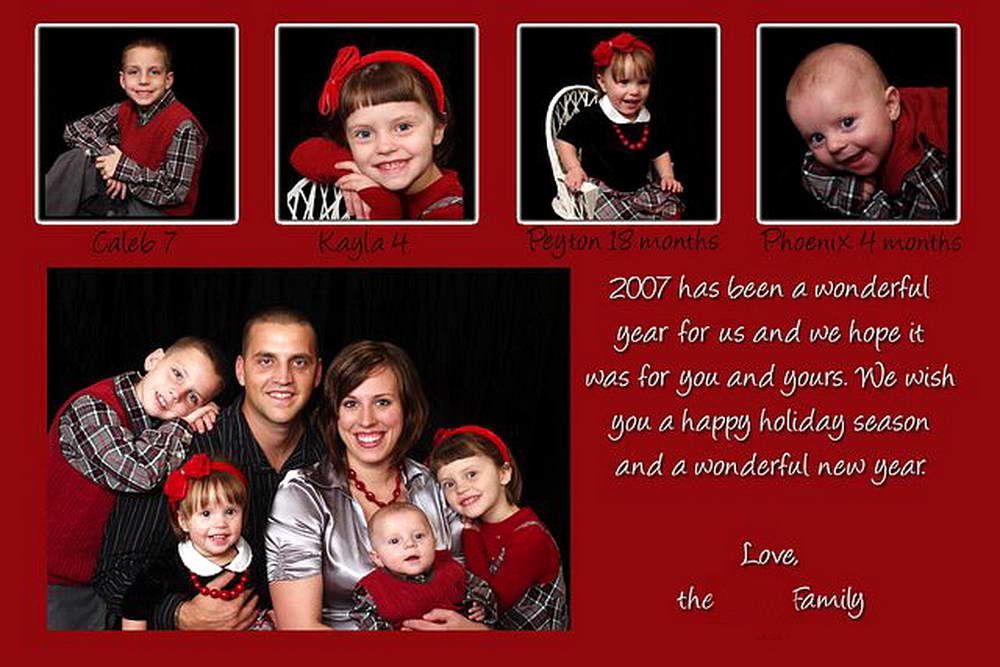 Caleb 7
Kayla 4
Peyton 18 months
Phoenix 4 months
2007 has been a wonderful
year for us and we hope it
was for you and yours. We wish
you a happy holiday season
and a wonderful new year.
Love,
the Family